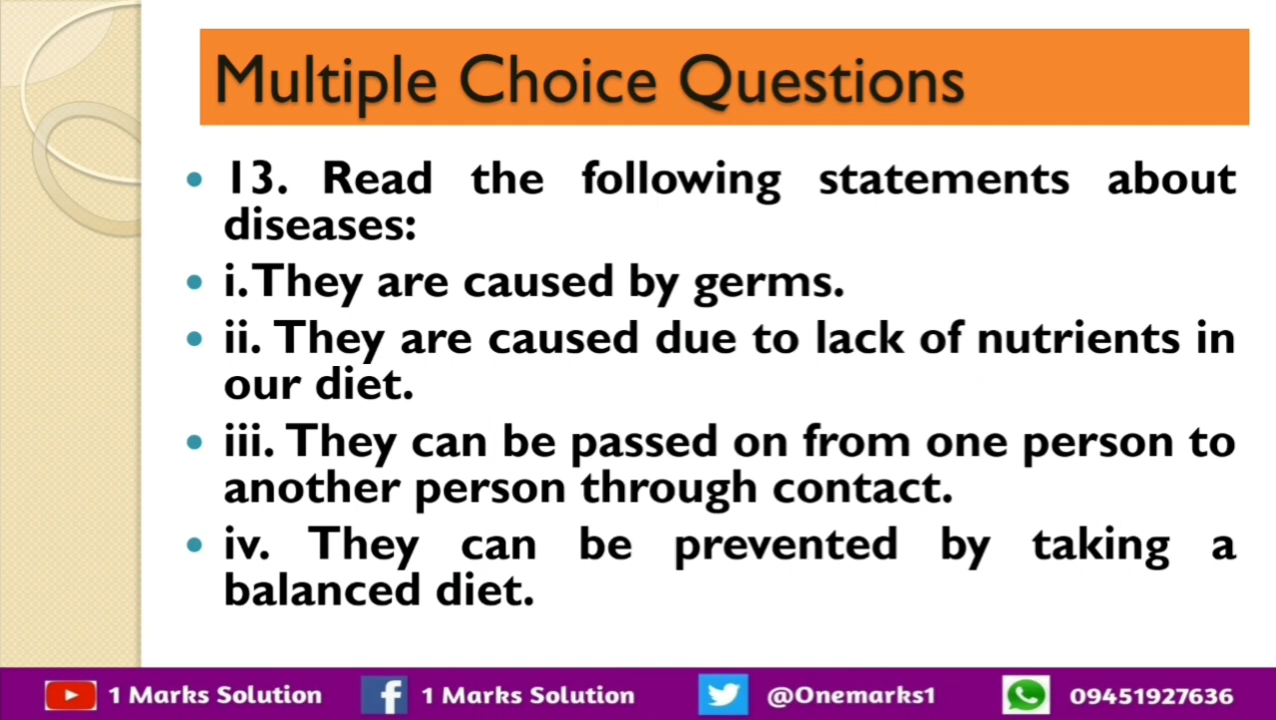 Multiple Choice Questions
13. Read the following statements about
diseases:
i. They are caused by germs.
ii. They are caused due to lack of nutrients in
our diet.
iii. They can be passed on from one person to
another person through contact.
iv. They can be prevented by taking a
balanced diet.
1 Marks Solution
1 Marks Solution
@Onemarks1
09451927636